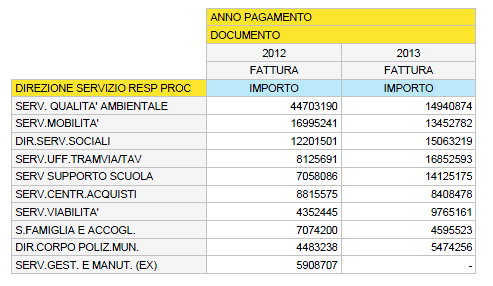 ANNO PAGAMENTO
DOCUMENTO
2012 2013
FATTURA FATTURA
DIREZIONE SERVIZIO RESP PROC IMPORTO IMPORTO
SERV. QUALITA' AMBIENTALE 44703190 14940874
SERV.MOBILITA' 16995241 13452782
DIR.SERV.SOCIALI 12201501 15063219
SERV.UFF.TRAMVIA/TAV 8125691 16852593
SERV SUPPORTO SCUOLA 7058086 14125175
SERV.CENTR.ACQUISTI 8815575 8408478
SERV.VIABILITA' 4352445 9765161
S.FAMIGLIA E ACCOGL. 7074200 4595523
DIR.CORPO POLIZ.MUN. 4483238 5474256
SERV.GEST. E MANUT. (EX) 5908707 -